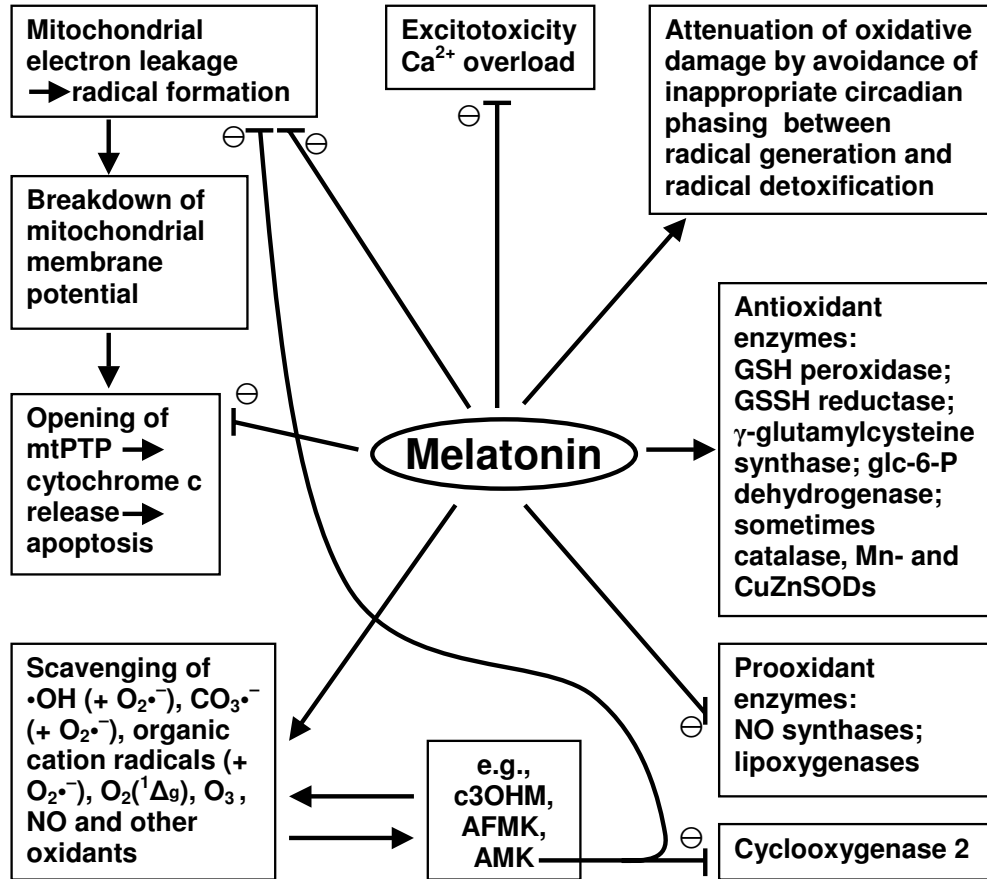 Mitochondrial
electron leakage
→radical formation
Excitotoxicity
Ca²⁺ overload
Attenuation of oxidative
damage by avoidance of
inappropriate circadian
phasing between
radical generation and
radical detoxification
⊖
⊖
⊖
Breakdown of
mitochondrial
membrane
potential
Antioxidant
enzymes:
GSH peroxidase;
GSSH reductase;
γ-glutamylcysteine
synthase; glc-6-P
dehydrogenase;
sometimes
catalase, Mn- and
CuZnSODs
⊖
Opening of
mtPTP →
cytochrome c
release→
apoptosis
Melatonin
Scavenging of
•OH (+ O₂•⁻), CO₃•⁻
(+ O₂•⁻), organic
cation radicals (+
O₂•⁻), O₂(¹Δg), O₃ ,
NO and other
oxidants
Prooxidant
enzymes:
NO synthases;
lipoxygenases
⊖
e.g.,
c3OHM,
AFMK,
AMK
⊖
Cyclooxygenase 2